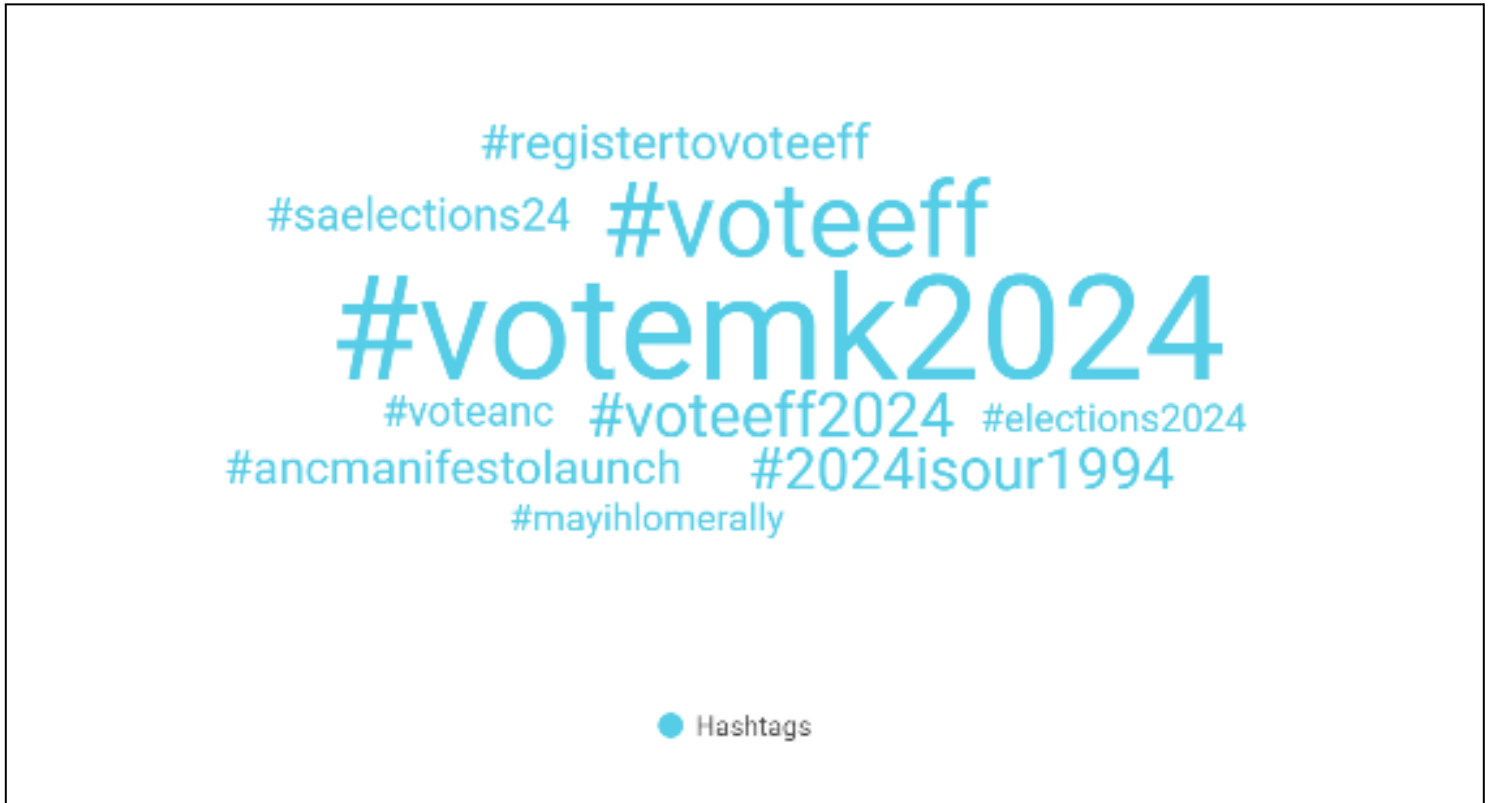 #registertovoteeff
#saelections24 #voteeff
#votemk2024
#voteanc #voteeff2024 #elections2024
#ancmanifestolaunch #2024isour1994
#mayihlomerally
Hashtags